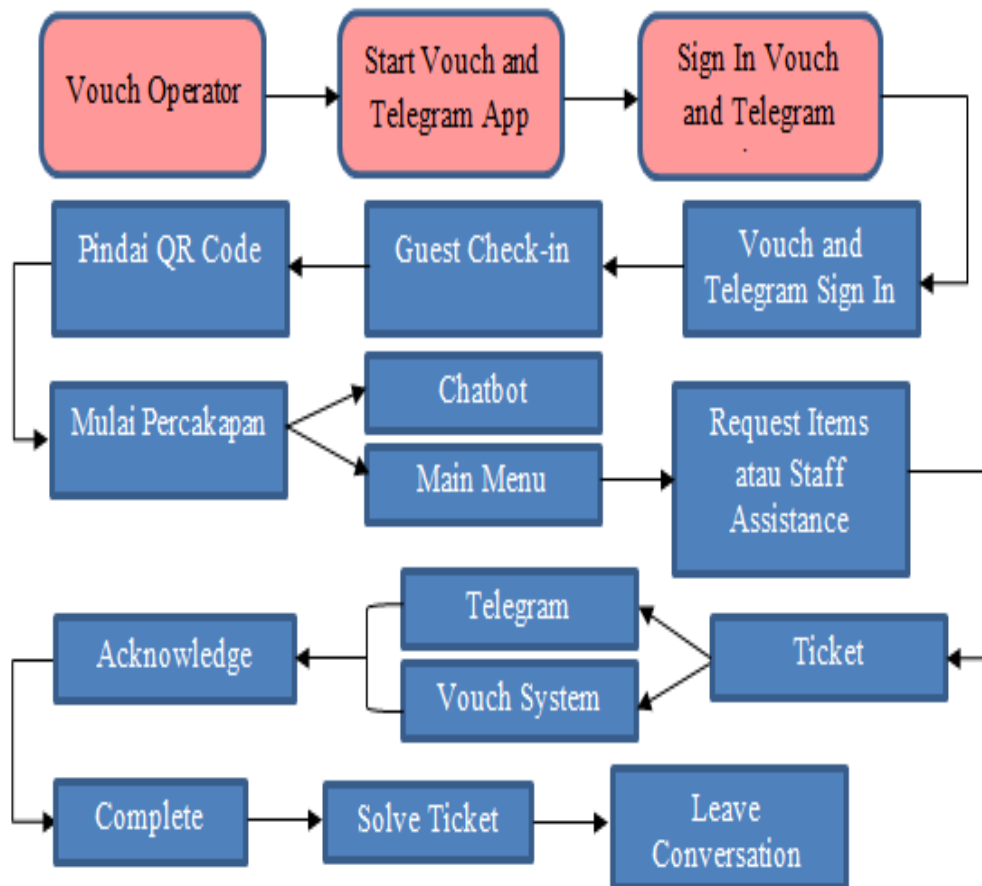 Vouch Operator
Start Vouch and
Telegram App
Sign In Vouch
and Telegram
.
Vouch and
Telegram Sign In
Guest Check-in
Pindai QR Code
Mulai Percakapan
Chatbot
Main Menu
Request Items
atau Staff
Assistance
Ticket
Telegram
Vouch System
Acknowledge
Complete
Solve Ticket
Leave
Conversation